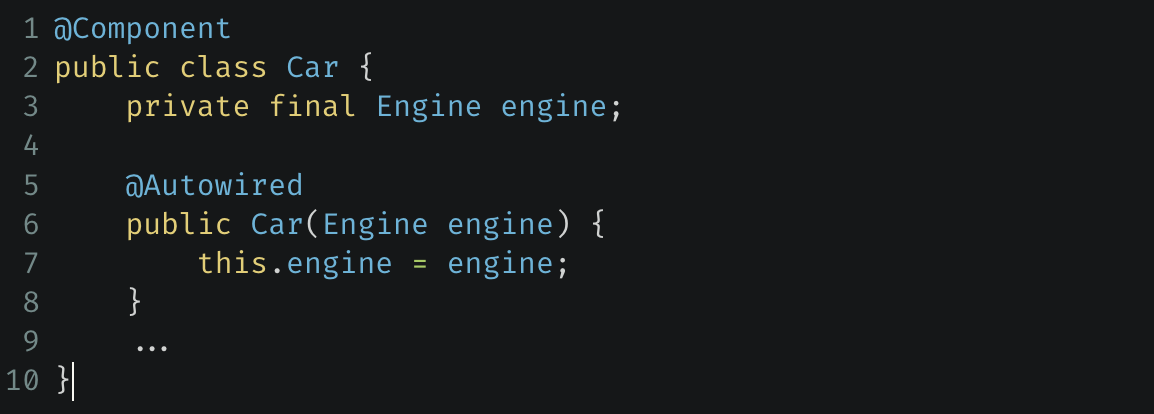 1 @Component
2 public class Car {
3     private final Engine engine;
4
5     @Autowired
6     public Car(Engine engine) {
7         this.engine = engine;
8     }
9     ...
10 }